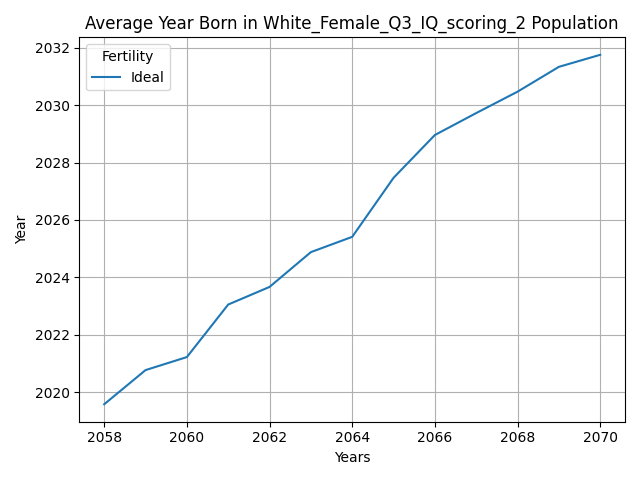 Average Year Born in White_Female_Q3_IQ_scoring_2 Population
Fertility
Ideal
2032
2030
2028
2026
2024
2022
2020
Year
2058 2060 2062 2064 2066 2068 2070
Years